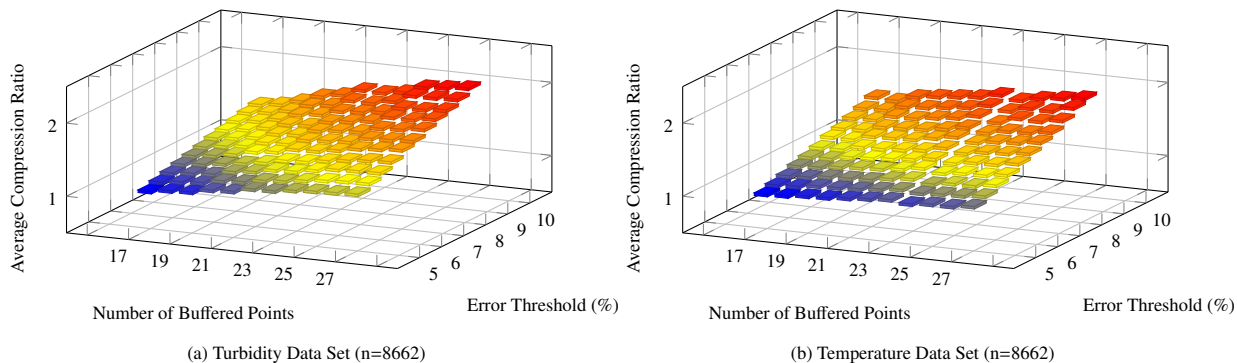 Average Compression Ratio
2
1
17 19 21 23 25 27
5 6 7 8 9 10
Number of Buffered Points
Error Threshold (%)
(a) Turbidity Data Set (n=8662)
Average Compression Ratio
2
1
17 19 21 23 25 27
5 6 7 8 9 10
Number of Buffered Points
Error Threshold (%)
(b) Temperature Data Set (n=8662)